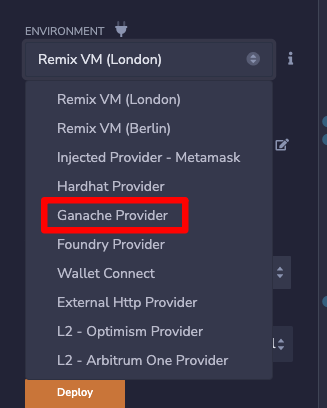 ENVIRONMENT
Remix VM (London)
Remix VM (London)
Remix VM (Berlin)
Injected Provider - Metamask
Hardhat Provider
Ganache Provider
Foundry Provider
Wallet Connect
External Http Provider
L2 - Optimism Provider
L2 - Arbitrum One Provider
Deploy